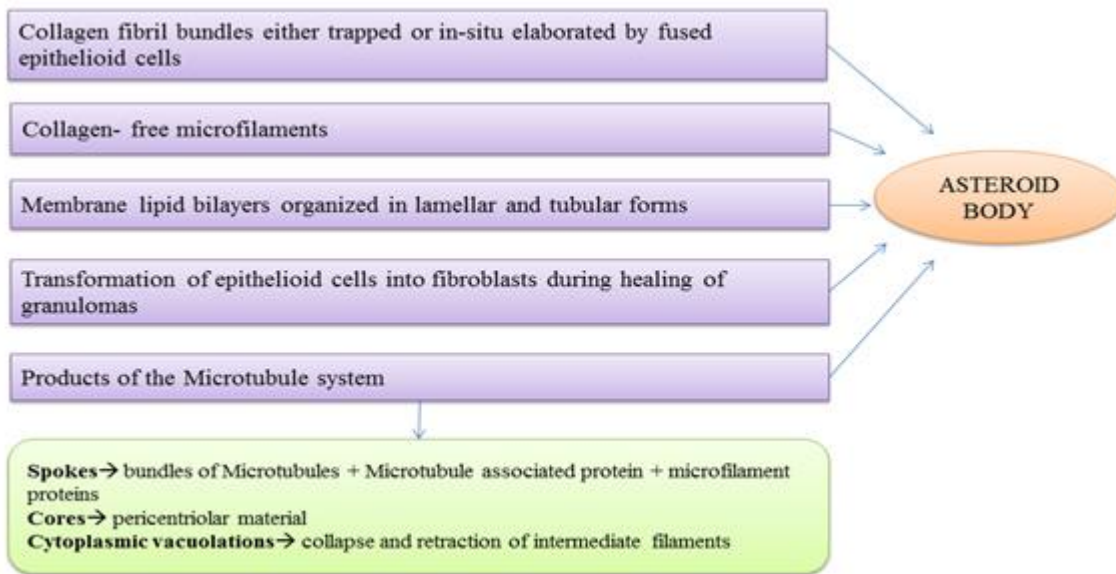 Collagen fibril bundles either trapped or in-situ elaborated by fused
epithelioid cells
Collagen- free microfilaments
Membrane lipid bilayers organized in lamellar and tubular forms
Transformation of epithelioid cells into fibroblasts during healing of
granulomas
Products of the Microtubule system
ASTEROID
BODY
Spokes→ bundles of Microtubules + Microtubule associated protein + microfilament
proteins
Cores→ pericentriolar material
Cytoplasmic vacuolations→ collapse and retraction of intermediate filaments